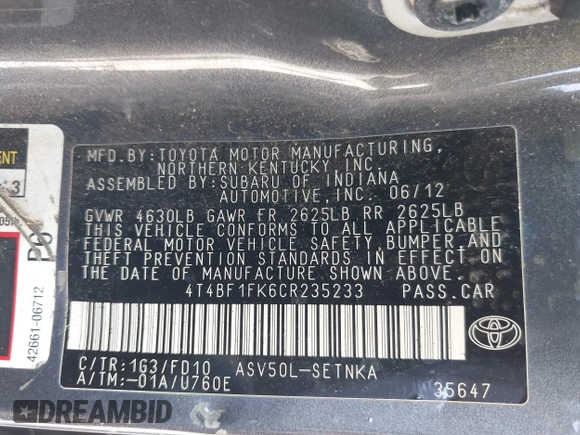 MFD.BY:TOYOTA MOTOR MANUFACTURING,
NORTHERN KENTUCKY, INC.
ASSEMBLED BY:SUBARU OF INDIANA
AUTOMOTIVE, INC. 06/12
GVWR 4630LB GAWR FR 2625LB RR 2625LB
THIS VEHICLE CONFORMS TO ALL APPLICABLE
FEDERAL MOTOR VEHICLE SAFETY, BUMPER, AND
THEFT PREVENTION STANDARDS IN EFFECT ON
THE DATE OF MANUFACTURE SHOWN ABOVE.
4T4BF1FK6CR235233 PASS.CAR
C/TR:1G3/FD10 ASV50L-SETNKA
A/TM:-01A/U760E 35647
TOYOTA
42661-06712
DREAMBID